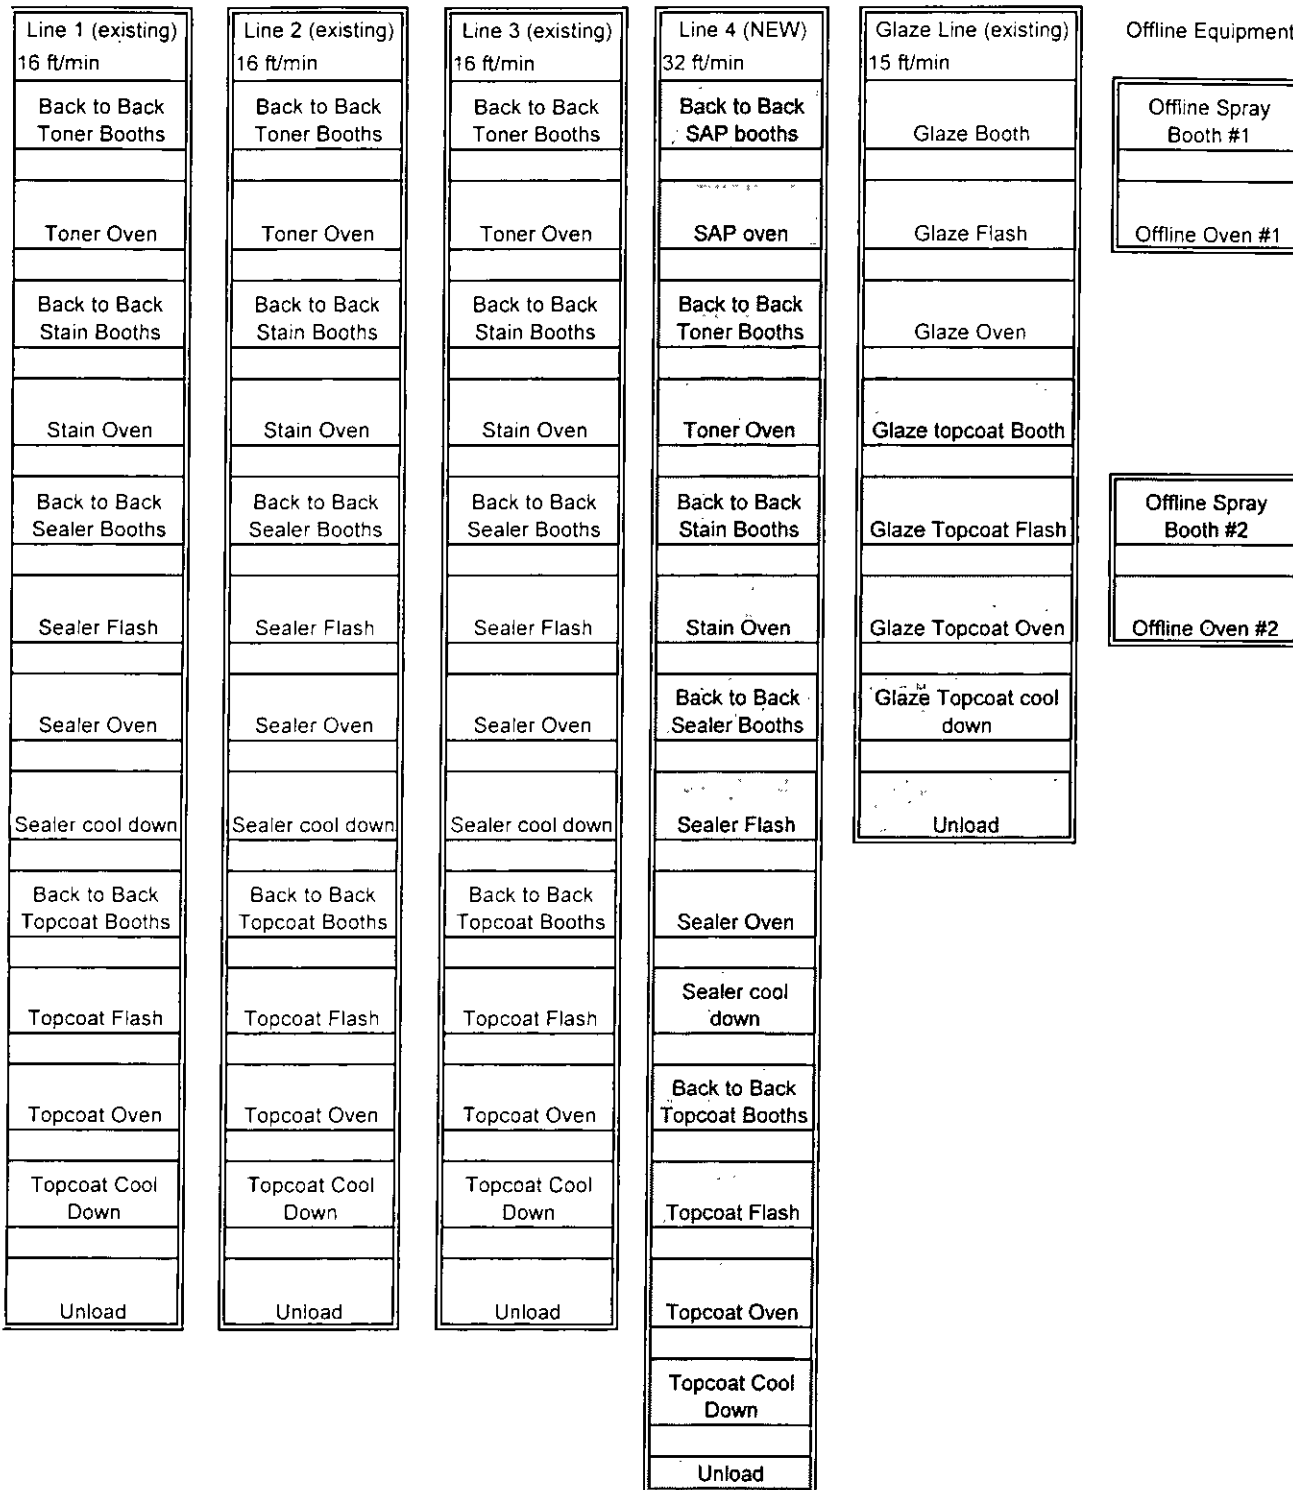 Line 1 (existing)
16 ft/min
Back to Back
Toner Booths
Toner Oven
Back to Back
Stain Booths
Stain Oven
Back to Back
Sealer Booths
Sealer Flash
Sealer Oven
Sealer cool down
Back to Back
Topcoat Booths
Topcoat Flash
Topcoat Oven
Topcoat Cool
Down
Unload
Line 2 (existing)
16 ft/min
Back to Back
Toner Booths
Toner Oven
Back to Back
Stain Booths
Stain Oven
Back to Back
Sealer Booths
Sealer Flash
Sealer Oven
Sealer cool down
Back to Back
Topcoat Booths
Topcoat Flash
Topcoat Oven
Topcoat Cool
Down
Unload
Line 3 (existing)
16 ft/min
Back to Back
Toner Booths
Toner Oven
Back to Back
Stain Booths
Stain Oven
Back to Back
Sealer Booths
Sealer Flash
Sealer Oven
Sealer cool down
Back to Back
Topcoat Booths
Topcoat Flash
Topcoat Oven
Topcoat Cool
Down
Unload
Line 4 (NEW)
32 ft/min
Back to Back
SAP booths
SAP oven
Back to Back
Toner Booths
Toner Oven
Back to Back
Stain Booths
Stain Oven
Back to Back
Sealer Booths
Sealer Flash
Sealer Oven
Sealer cool
down
Back to Back
Topcoat Booths
Topcoat Flash
Topcoat Oven
Topcoat Cool
Down
Unload
Glaze Line (existing)
15 ft/min
Glaze Booth
Glaze Flash
Glaze Oven
Glaze topcoat Booth
Glaze Topcoat Flash
Glaze Topcoat Oven
Glaze Topcoat cool
down
Unload
Offline Equipment
Offline Spray
Booth #1
Offline Oven #1
Offline Spray
Booth #2
Offline Oven #2